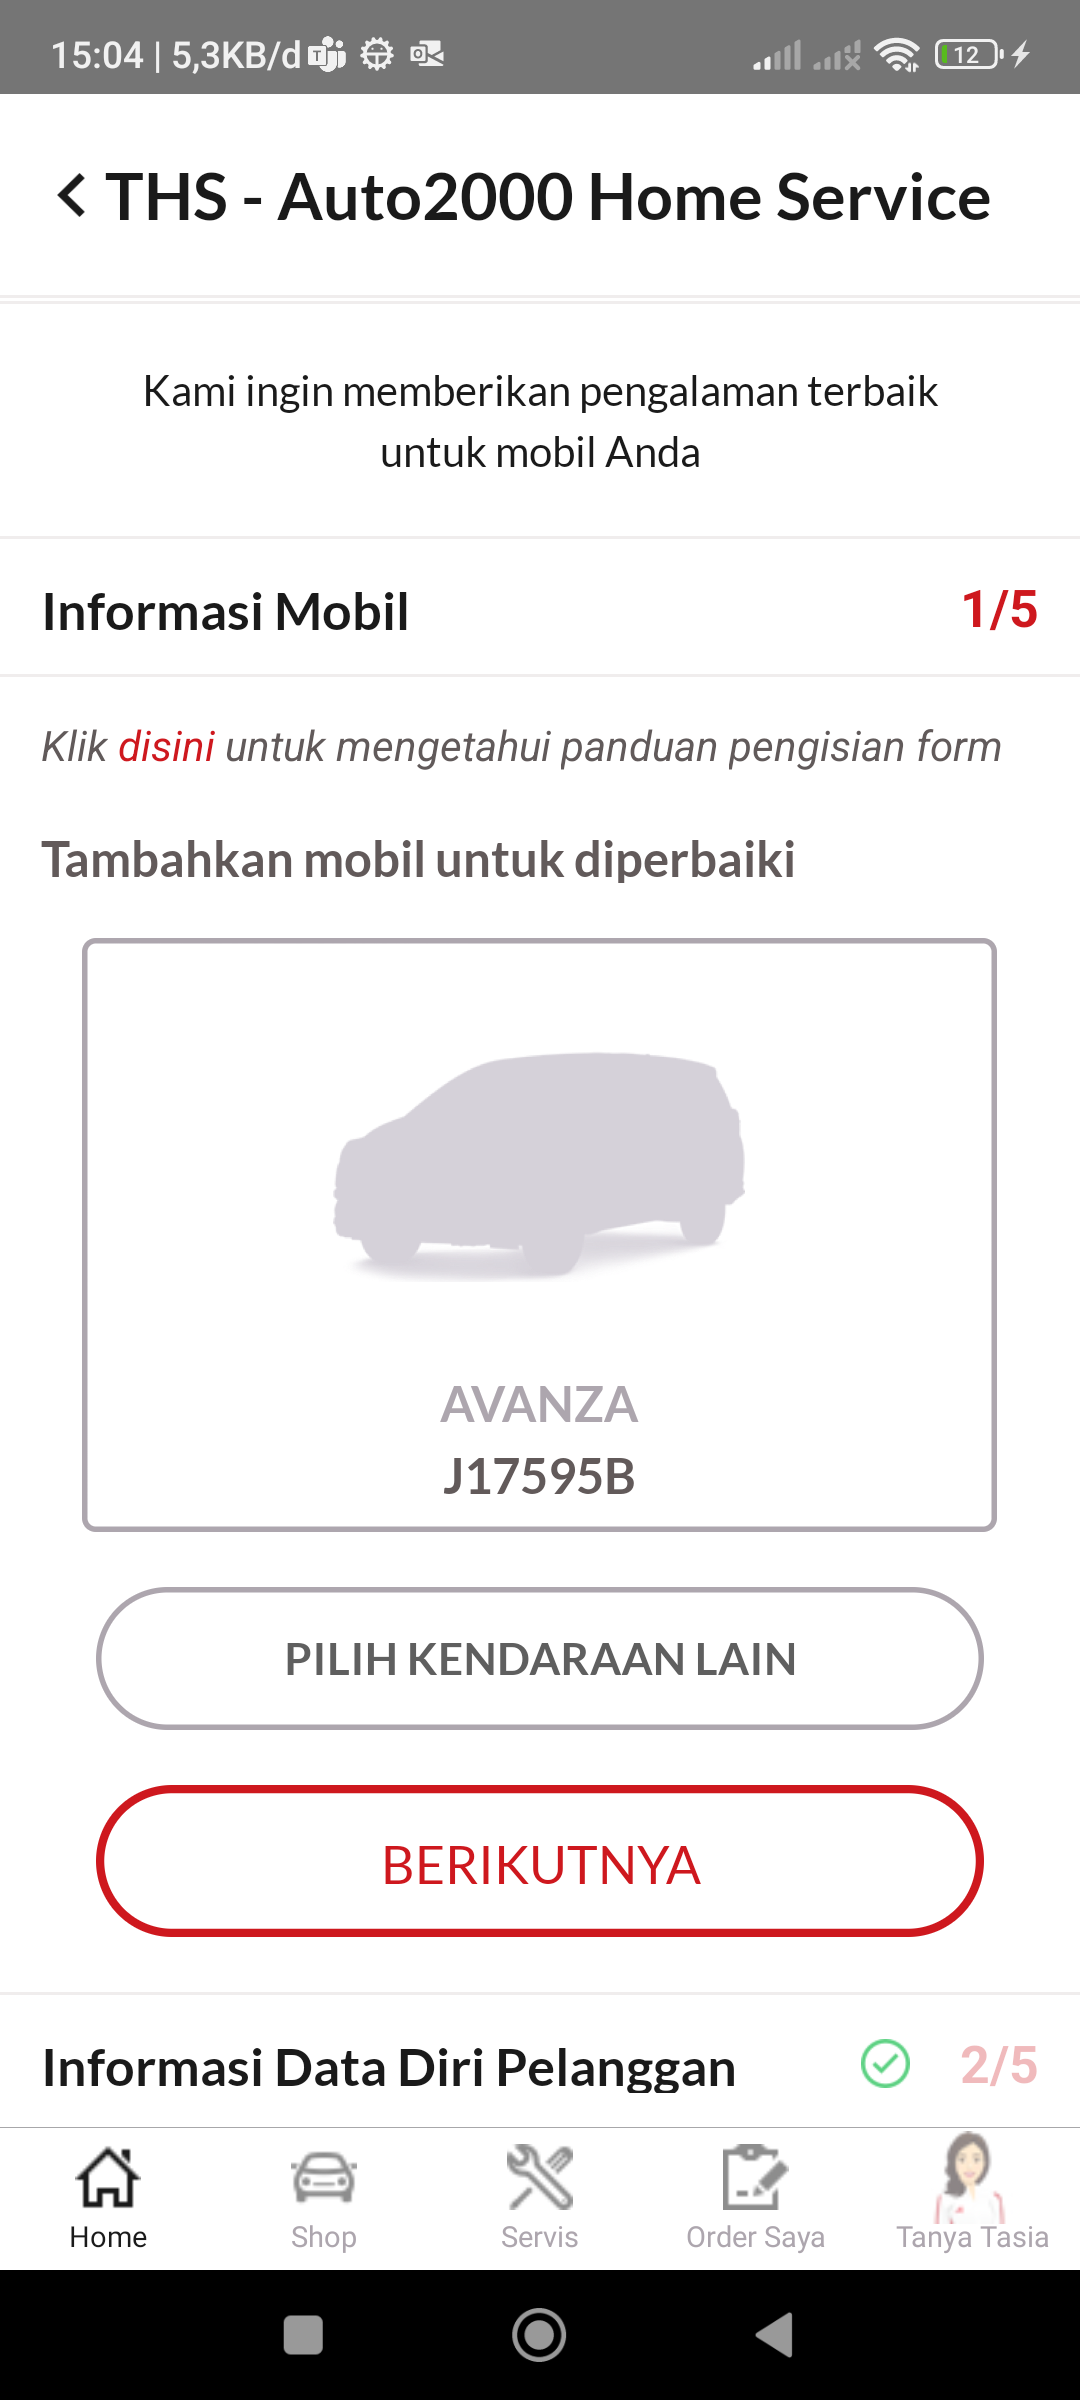 15:04 | 5,3KB/d
12
THS - Auto2000 Home Service
Kami ingin memberikan pengalaman terbaik
untuk mobil Anda
Informasi Mobil 1/5
Klik disini untuk mengetahui panduan pengisian form
Tambahkan mobil untuk diperbaiki
AVANZA
J17595B
PILIH KENDARAAN LAIN
BERIKUTNYA
Informasi Data Diri Pelanggan 2/5
Home Shop Servis Order Saya Tanya Tasia